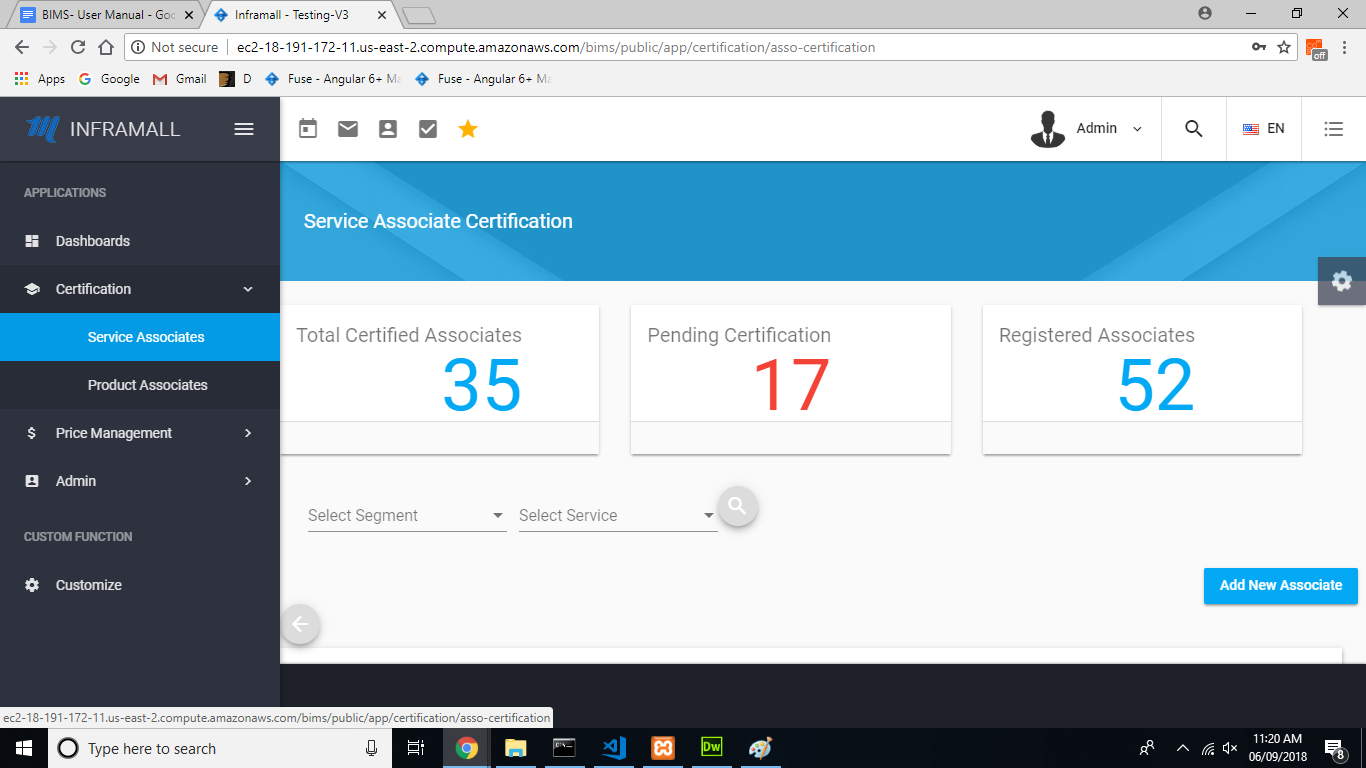 BIMS- User Manual - Goo
Inframall - Testing-V3
Not secure
ec2-18-191-172-11.us-east-2.compute.amazonaws.com/bims/public/app/certification/asso-certification
off
Apps
Google
Gmail
D
Fuse - Angular 6+ Ma
Fuse - Angular 6+ Ma
INFRAMALL
Admin
EN
APPLICATIONS
Dashboards
Certification
Service Associates
Product Associates
Price Management
Admin
CUSTOM FUNCTION
Customize
Service Associate Certification
Total Certified Associates
35
Pending Certification
17
Registered Associates
52
Select Segment
Select Service
Add New Associate
ec2-18-191-172-11.us-east-2.compute.amazonaws.com/bims/public/app/certification/asso-certification
Type here to search
Dw
11:20 AM
06/09/2018
8